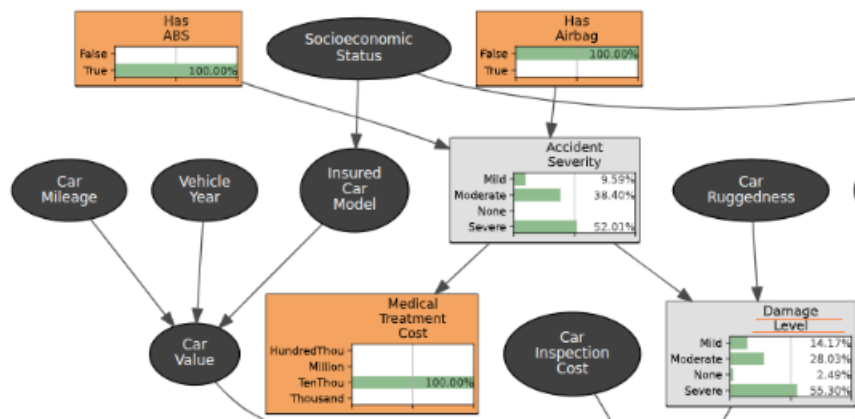 Has
ABS
False
True
100.00%
Socioeconomic
Status
Has
Airbag
False
100.00%
True
Car
Mileage
Vehicle
Year
Insured
Car
Model
Accident
Severity
Mild
9.59%
Moderate
38.40%
None
Severe
52.01%
Car
Ruggedness
Car
Value
Medical
Treatment
Cost
HundredThou
Million
TenThou
100.00%
Thousand
Car
Inspection
Cost
Damage
Level
Mild
14.17%
Moderate
28.03%
None
2.49%
Severe
55.30%